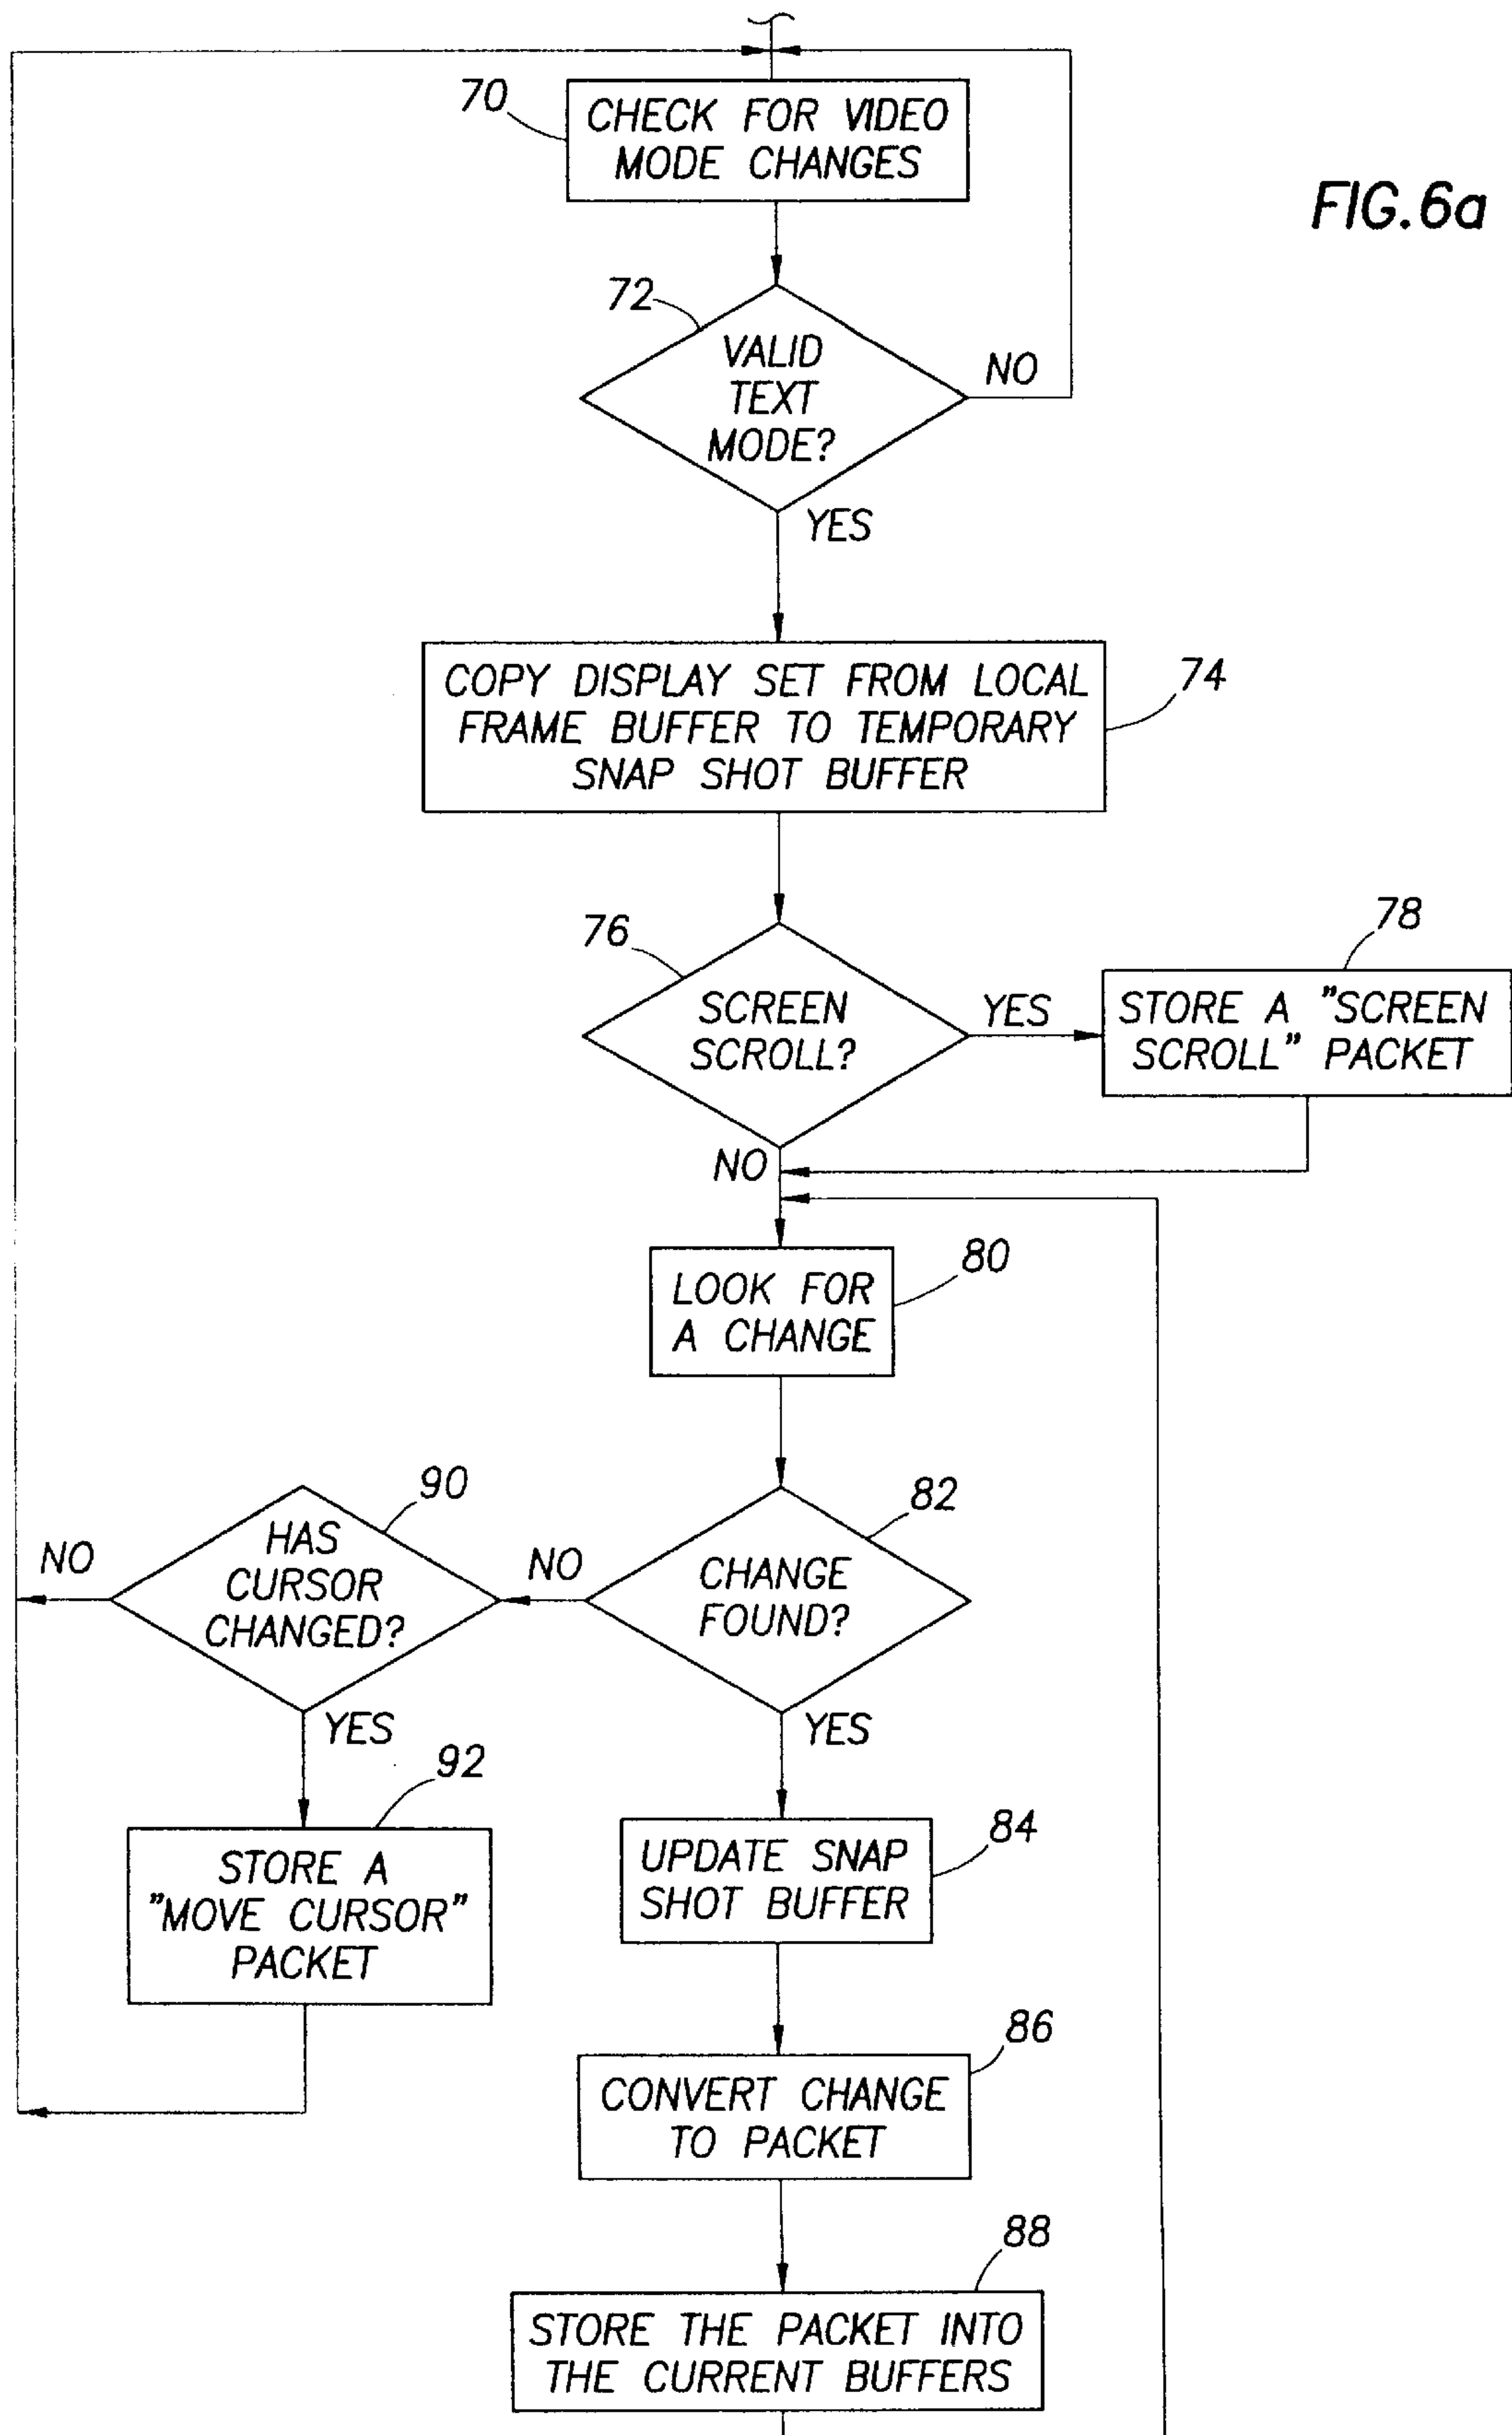 70
CHECK FOR VIDEO
MODE CHANGES
FIG.6a
72
VALID
TEXT
MODE?
NO
YES
COPY DISPLAY SET FROM LOCAL
FRAME BUFFER TO TEMPORARY
SNAP SHOT BUFFER
74
76
SCREEN
SCROLL?
YES
78
STORE A "SCREEN
SCROLL" PACKET
NO
LOOK FOR
A CHANGE
80
82
CHANGE
FOUND?
NO
90
HAS
CURSOR
CHANGED?
NO
YES
92
STORE A
"MOVE CURSOR"
PACKET
YES
84
UPDATE SNAP
SHOT BUFFER
86
CONVERT CHANGE
TO PACKET
88
STORE THE PACKET INTO
THE CURRENT BUFFERS